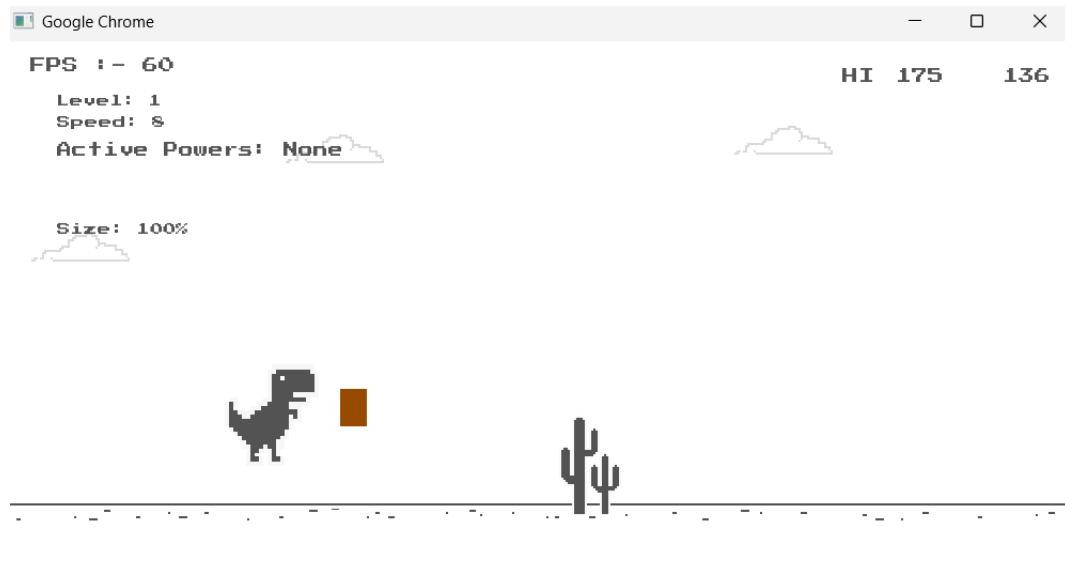 Google Chrome
FPS :- 60
HI 175 136
Level: 1
Speed: 8
Active Powers: None
Size: 100%